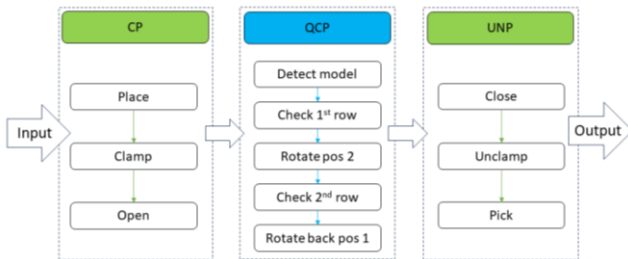 CP
QCP
UNP
Input
Place
Clamp
Open
Detect model
Check 1st row
Rotate pos 2
Check 2nd row
Rotate back pos 1
Close
Unclamp
Pick
Output